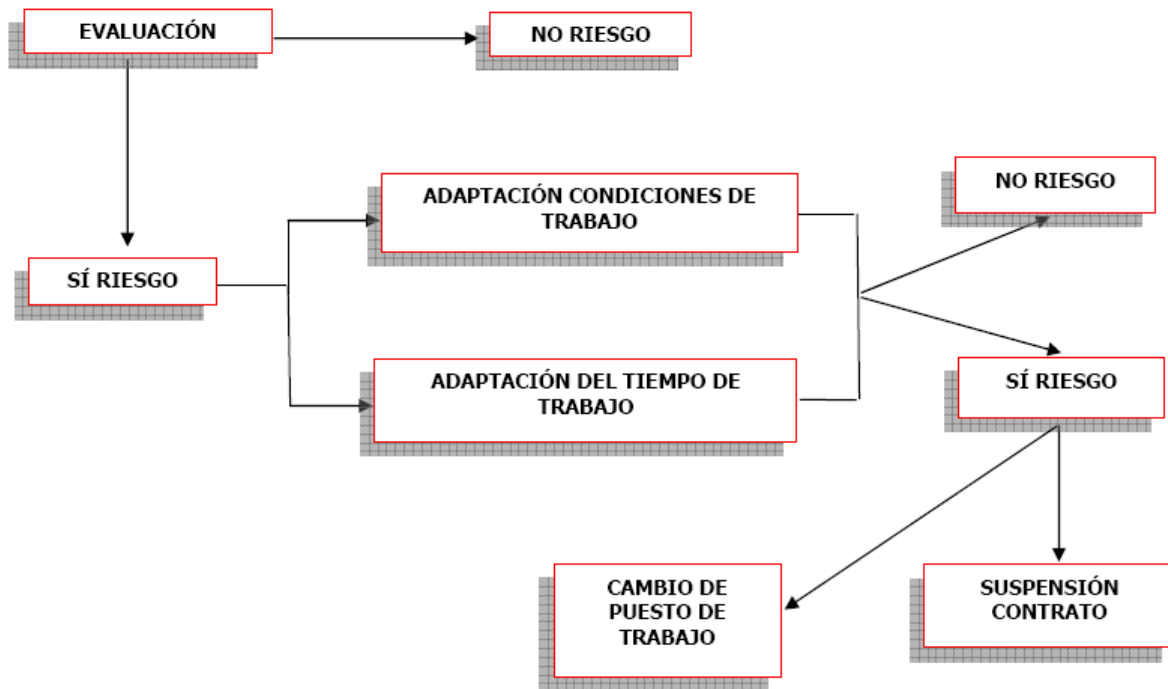 EVALUACIÓN
NO RIESGO
SÍ RIESGO
ADAPTACIÓN CONDICIONES DE
TRABAJO
ADAPTACIÓN DEL TIEMPO DE
TRABAJO
NO RIESGO
SÍ RIESGO
CAMBIO DE
PUESTO DE
TRABAJO
SUSPENSIÓN
CONTRATO